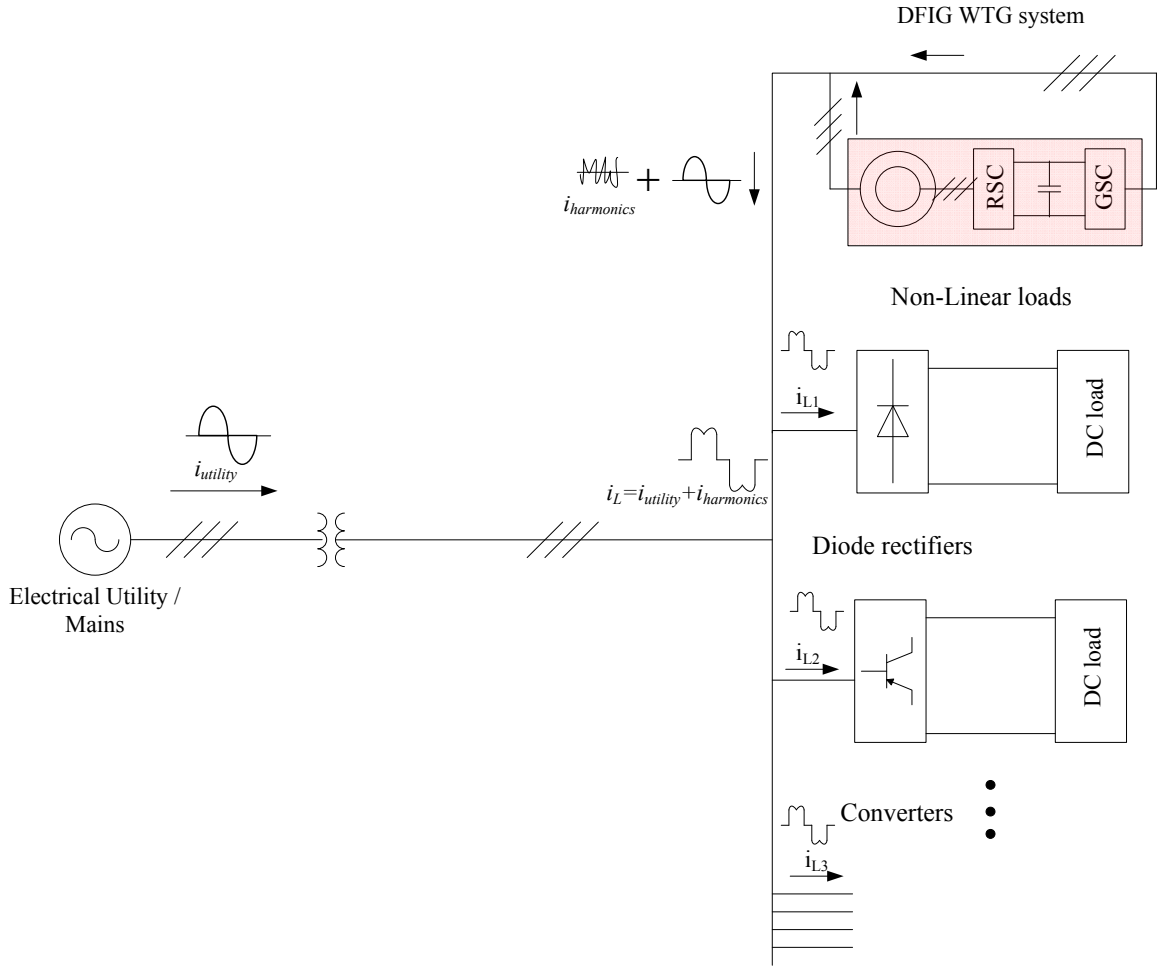 DFIG WTG system
i_harmonics
RSC
GSC
Non-Linear loads
i_L1
DC load
i_utility
i_L=i_utility+i_harmonics
Electrical Utility /
Mains
Diode rectifiers
i_L2
DC load
Converters
i_L3